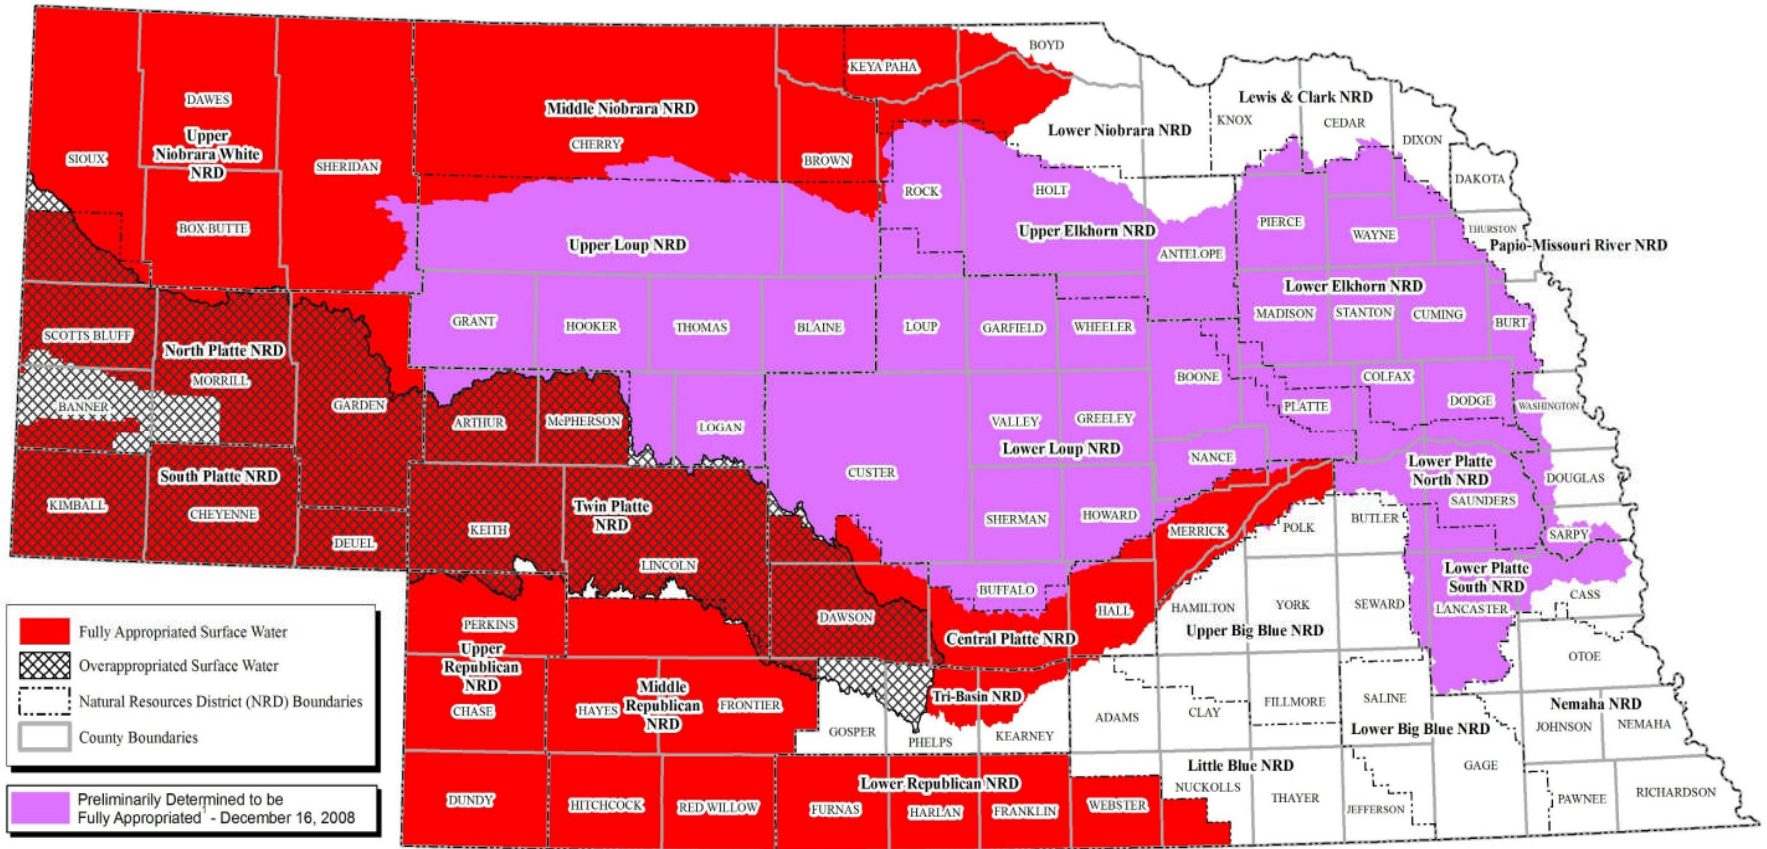 BOYD
KEYA PAHA
DAWES
Middle Niobrara NRD
Lewis & Clark NRD
KNOX
CEDAR
Upper
Niobrara White
NRD
SIOUX
SHERIDAN
CHERRY
BROWN
Lower Niobrara NRD
DIXON
DAKOTA
ROCK
HOLT
BOX BUTTE
Upper Loup NRD
Upper Elkhorn NRD
PIERCE
WAYNE
THURSTON
Papio-Missouri River NRD
ANTELOPE
Lower Elkhorn NRD
GRANT
HOOKER
THOMAS
BLAINE
LOUP
GARFIELD
WHEELER
MADISON
STANTON
CUMING
BURT
SCOTTS BLUFF
North Platte NRD
MORRILL
BANNER
GARDEN
ARTHUR
McPHERSON
LOGAN
VALLEY
GREELEY
BOONE
PLATTE
COLFAX
DODGE
WASHINGTON
Lower Loup NRD
CUSTER
NANCE
Lower Platte
North NRD
SAUNDERS
DOUGLAS
KIMBALL
South Platte NRD
CHEYENNE
DEUEL
KEITH
Twin Platte
NRD
LINCOLN
SHERMAN
HOWARD
MERRICK
POLK
BUTLER
SARPY
Lower Platte
South NRD
LANCASTER
CASS
BUFFALO
DAWSON
HALL
HAMILTON
YORK
SEWARD
Central Platte NRD
Upper Big Blue NRD
PERKINS
Upper
Republican
NRD
CHASE
HAYES
Middle
Republican
NRD
FRONTIER
Tri-Basin NRD
GOSPER
PHELPS
KEARNEY
ADAMS
CLAY
FILLMORE
SALINE
OTOE
Lower Big Blue NRD
Nemaha NRD
JOHNSON
NEMAHA
GAGE
DUNDY
HITCHCOCK
RED WILLOW
FURNAS
Lower Republican NRD
HARLAN
FRANKLIN
WEBSTER
Little Blue NRD
NUCKOLLS
THAYER
JEFFERSON
PAWNEE
RICHARDSON
Fully Appropriated Surface Water
Overappropriated Surface Water
Natural Resources District (NRD) Boundaries
County Boundaries
Preliminarily Determined to be
Fully Appropriated¹ - December 16, 2008